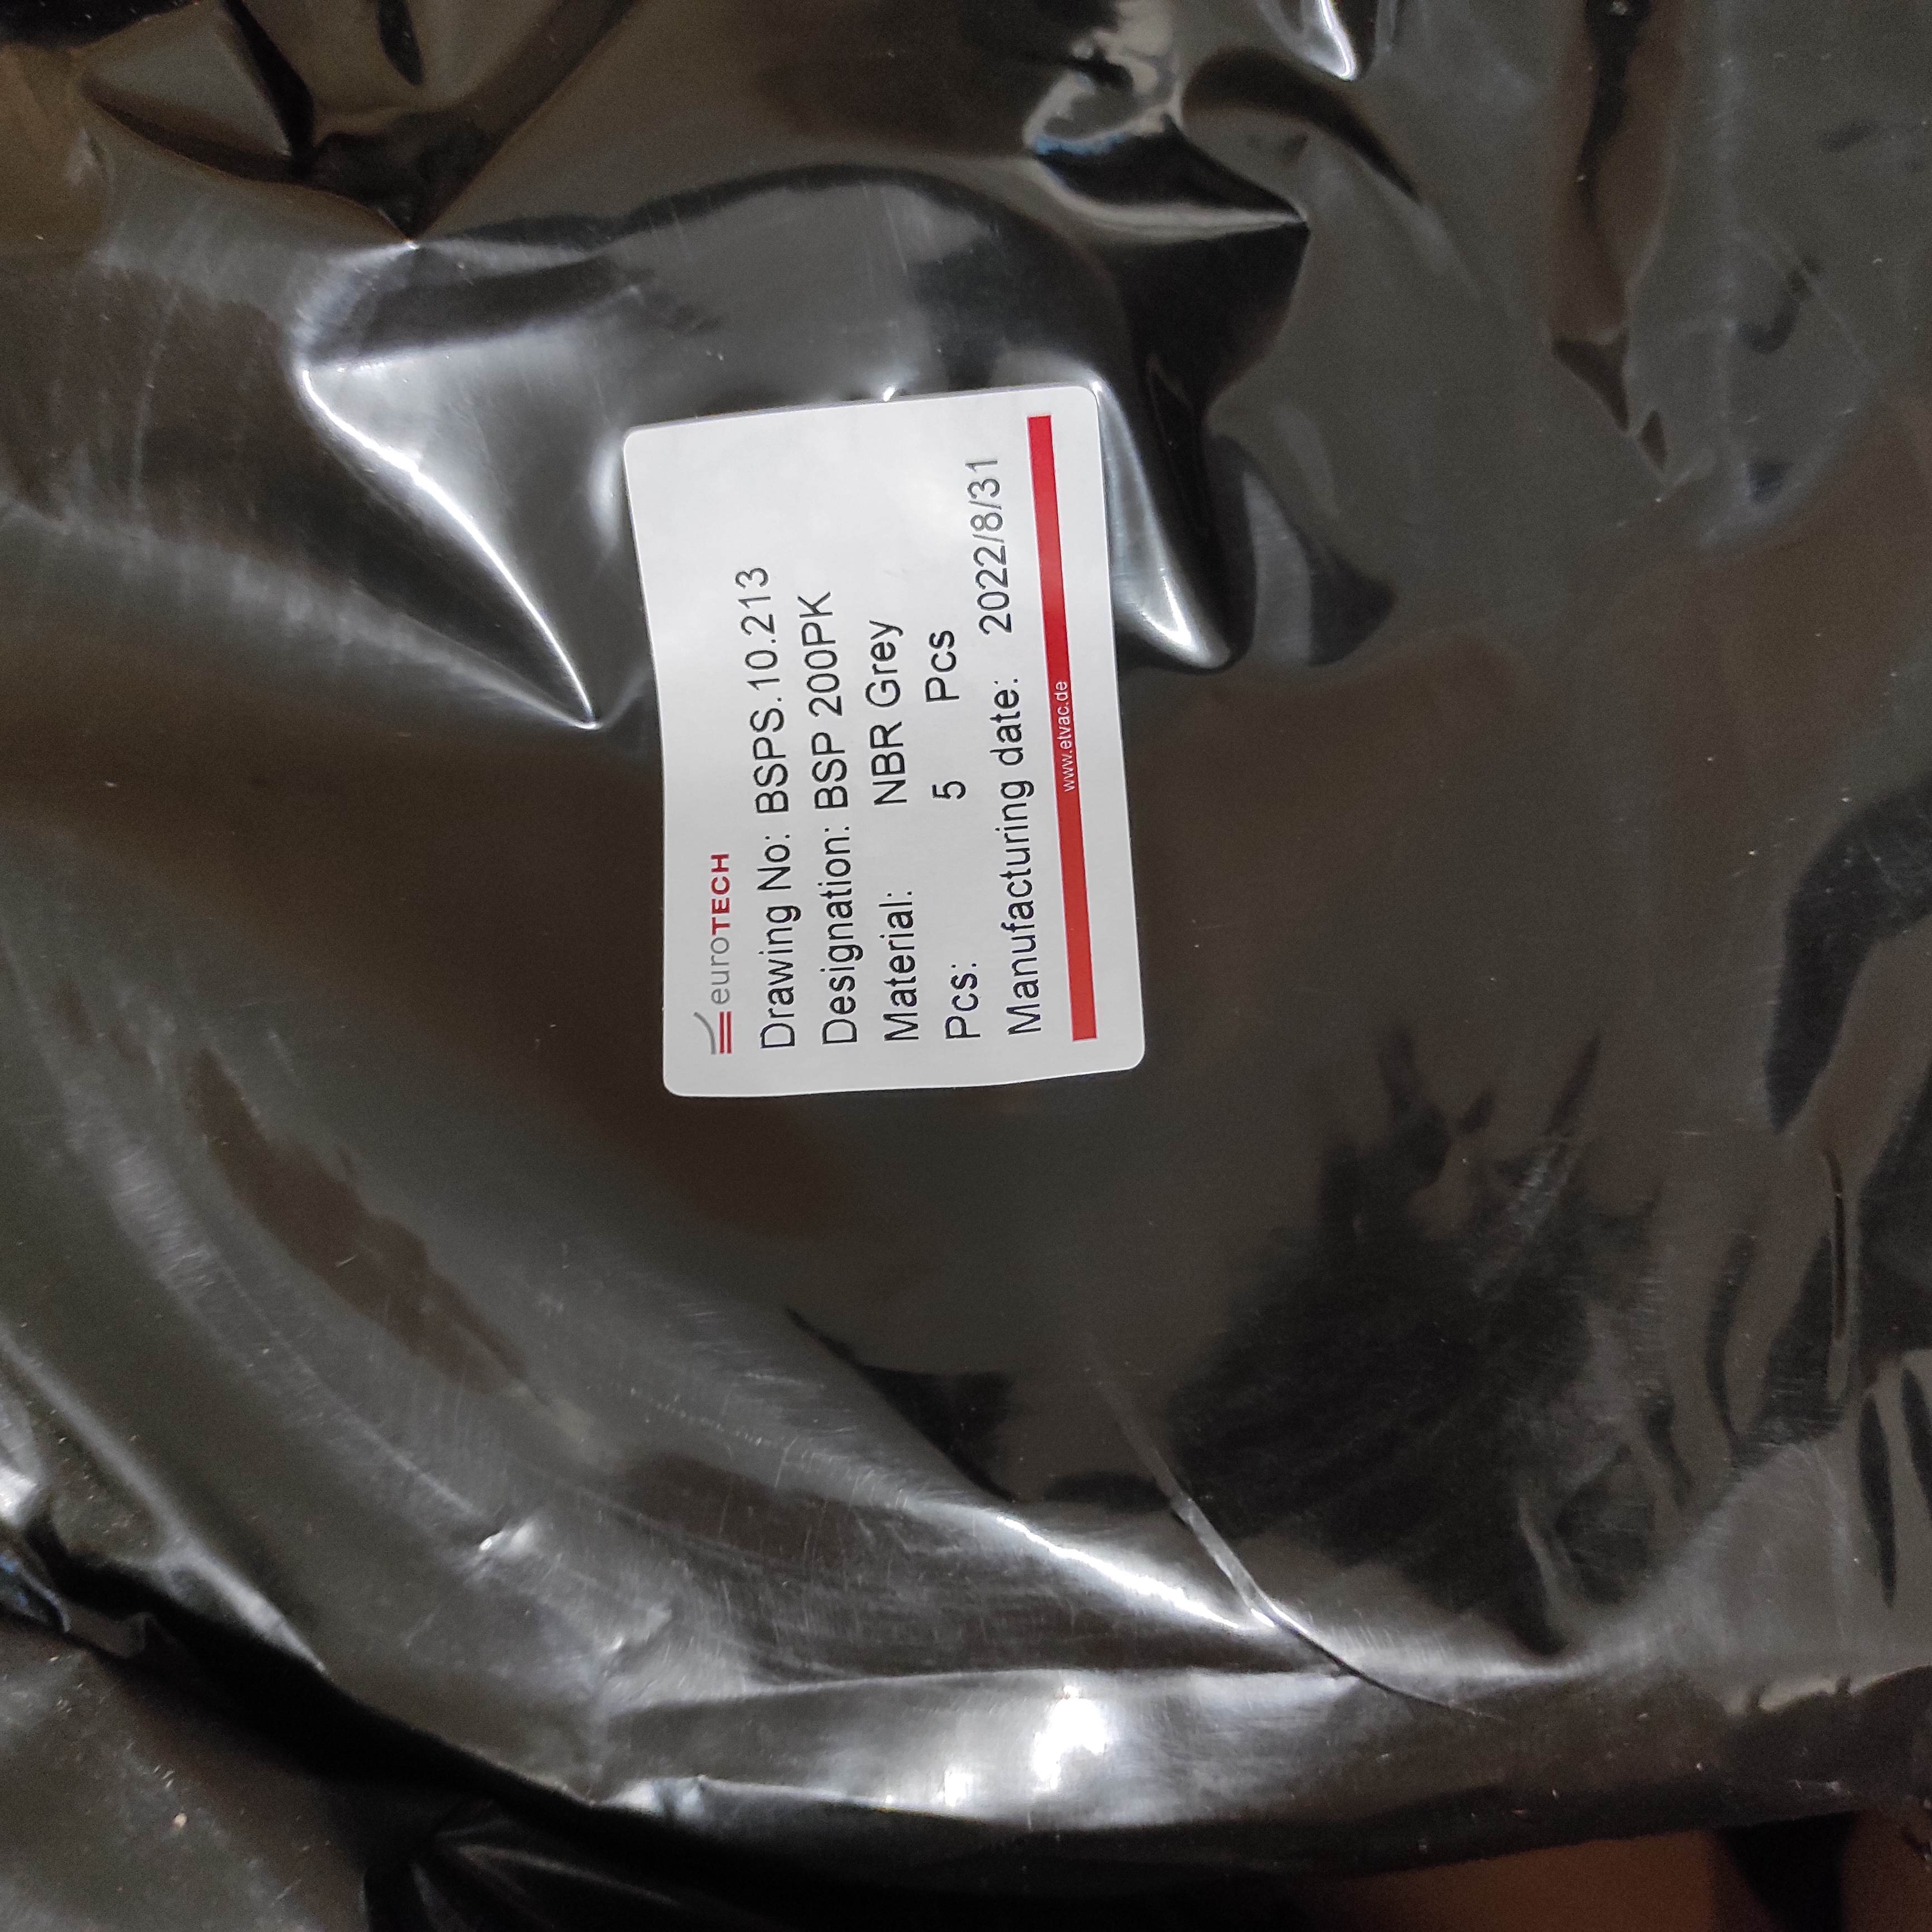 euroTECH
Drawing No: BSPS.10.213
Designation: BSP 200PK
Material: NBR Grey
Pcs: 5 Pcs
Manufacturing date: 2022/8/31
www.etvac.de